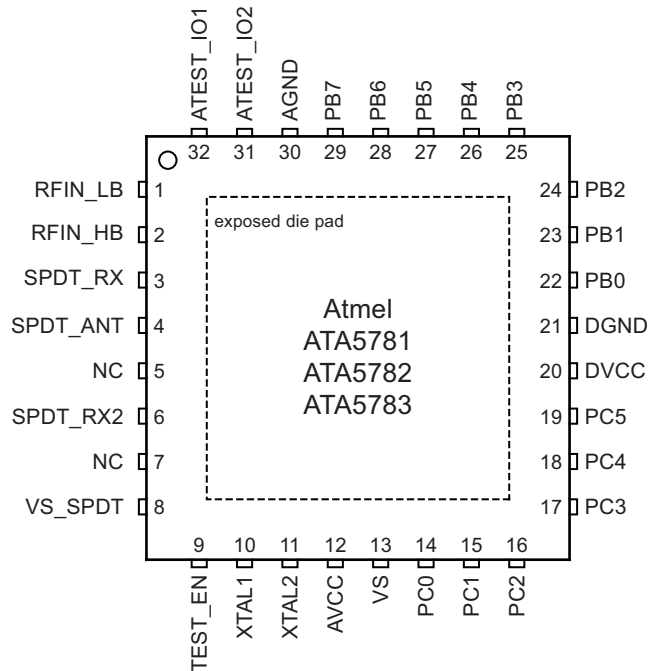 ATEST_IO1
ATEST_IO2
AGND
PB7
PB6
PB5
PB4
PB3
32 31 30 29 28 27 26 25
RFIN_LB 1
24 PB2
exposed die pad
RFIN_HB 2
23 PB1
SPDT_RX 3
22 PB0
SPDT_ANT 4
21 DGND
NC 5
20 DVCC
SPDT_RX2 6
19 PC5
NC 7
18 PC4
VS_SPDT 8
17 PC3
Atmel
ATA5781
ATA5782
ATA5783
9 10 11 12 13 14 15 16
TEST_EN
XTAL1
XTAL2
AVCC
VS
PC0
PC1
PC2